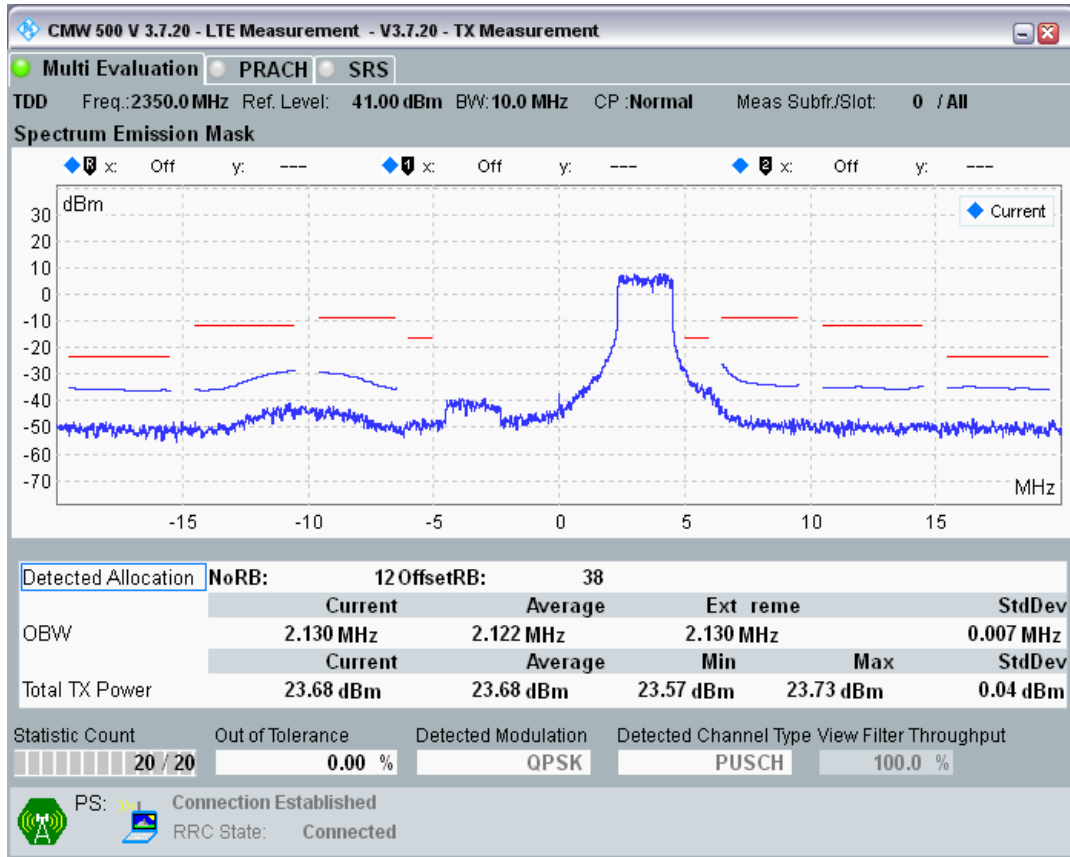 CMW 500 V 3.7.20 - LTE Measurement - V3.7.20 - TX Measurement
Multi Evaluation PRACH SRS
TDD Freq.:2350.0 MHz Ref. Level: 41.00 dBm BW: 10.0 MHz CP :Normal Meas Subfr./Slot: 0 / All
Spectrum Emission Mask
R x: Off y: --- 1 x: Off y: --- 2 x: Off y: ---
dBm
Current
30
20
10
0
-10
-20
-30
-40
-50
-60
-70
MHz
-15 -10 -5 0 5 10 15
Detected Allocation NoRB: 12 OffsetRB: 38
Current Average Ext reme StdDev
OBW 2.130 MHz 2.122 MHz 2.130 MHz 0.007 MHz
Current Average Min Max StdDev
Total TX Power 23.68 dBm 23.68 dBm 23.57 dBm 23.73 dBm 0.04 dBm
Statistic Count Out of Tolerance Detected Modulation Detected Channel Type View Filter Throughput
20 / 20 0.00 % QPSK PUSCH 100.0 %
PS: Connection Established
RRC State: Connected